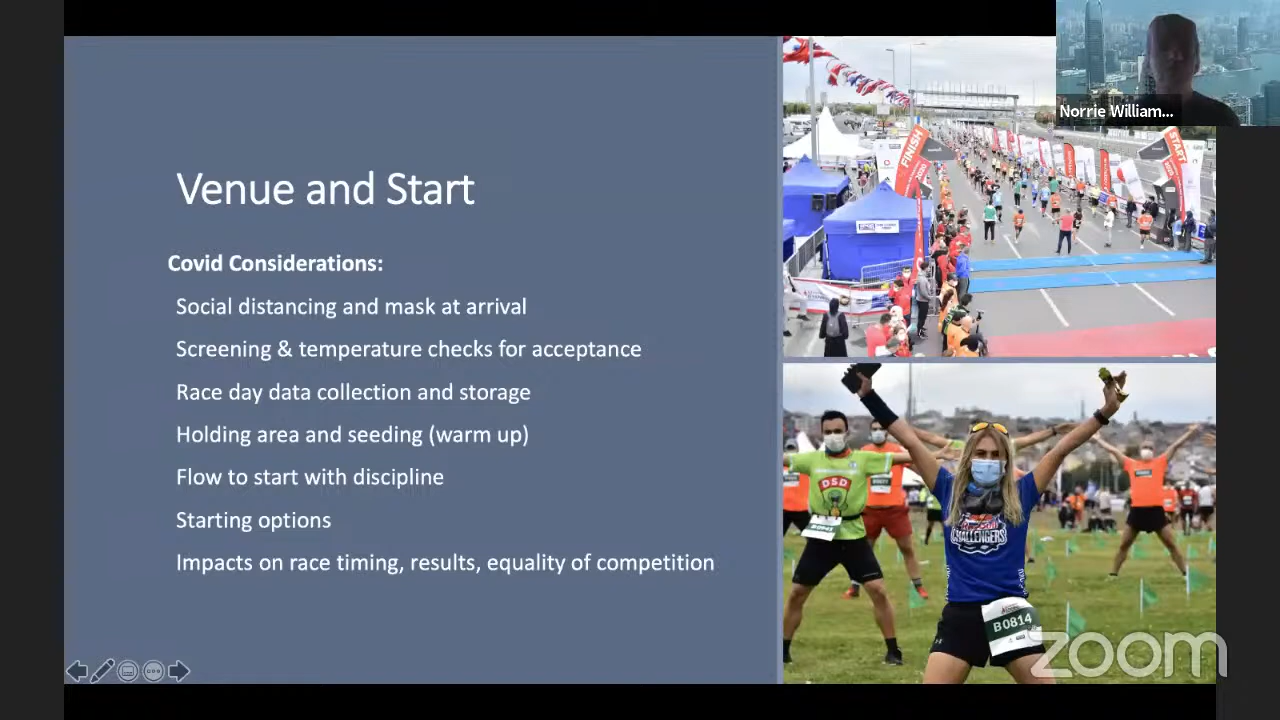 Venue and Start
Covid Considerations:
Social distancing and mask at arrival
Screening & temperature checks for acceptance
Race day data collection and storage
Holding area and seeding (warm up)
Flow to start with discipline
Starting options
Impacts on race timing, results, equality of competition
Norrie William...
FINISH
START
DSD
CHALLENGERS
B0814
zoom